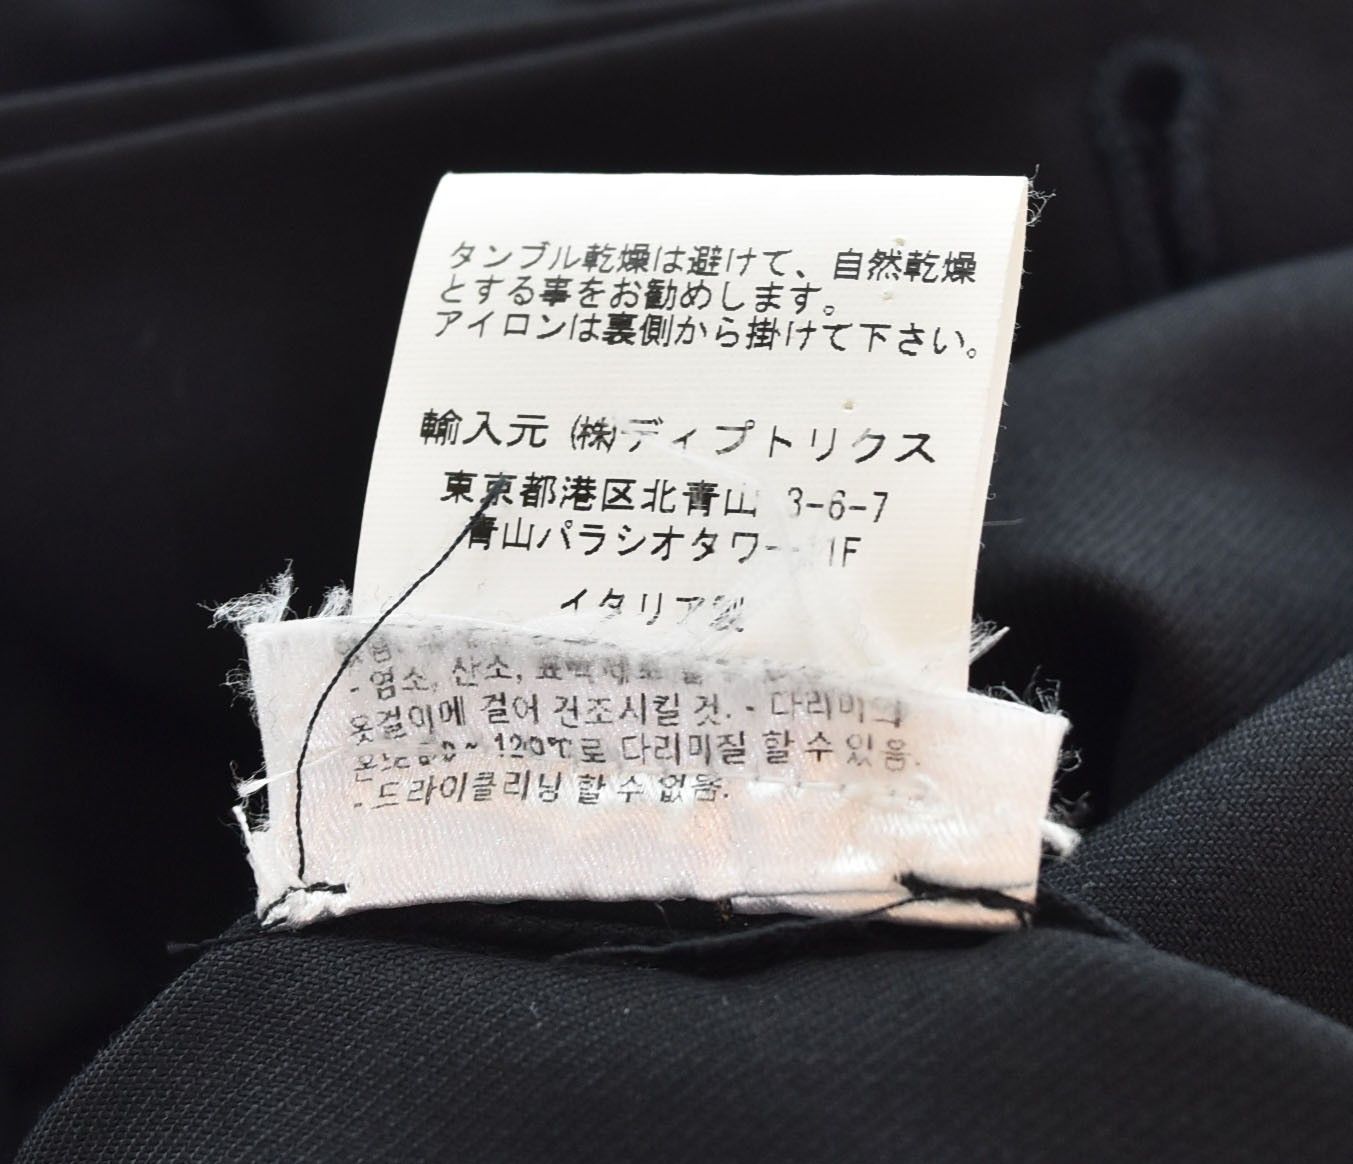 タンブル乾燥は避けて、自然乾燥
とする事をお勧めします。
アイロンは裏側から掛けて下さい。
輸入元 ㈱ディプトリクス
東京都港区北青山 3-6-7
青山パラシオタワー 1F
イタリア製
- 염소, 산소, 표백제로
옷걸이에 걸어 건조시킬 것. - 다리미의
120℃로 다리미질 할 수 있음.
- 드라이클리닝 할 수 없음.